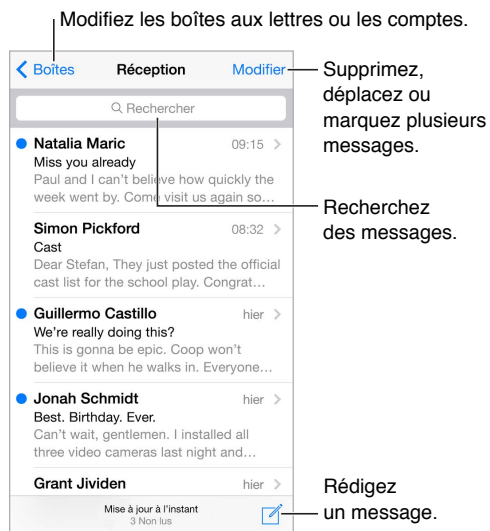 Modifiez les boîtes aux lettres ou les comptes.
Boîtes
Réception
Modifier
Supprimez,
déplacez ou
marquez plusieurs
messages.
Rechercher
Natalia Maric
09:15
Miss you already
Paul and I can't believe how quickly the
week went by. Come visit us again so…
Recherchez
des messages.
Simon Pickford
08:32
Cast
Dear Stefan, They just posted the official
cast list for the school play. Congrat…
Guillermo Castillo
hier
We're really doing this?
This is gonna be epic. Coop won't
believe it when he walks in. Everyone…
Jonah Schmidt
hier
Best. Birthday. Ever.
Can't wait, gentlemen. I installed all
three video cameras last night and…
Grant Jividen
hier
Mise à jour à l'instant
3 Non lus
Rédigez
un message.